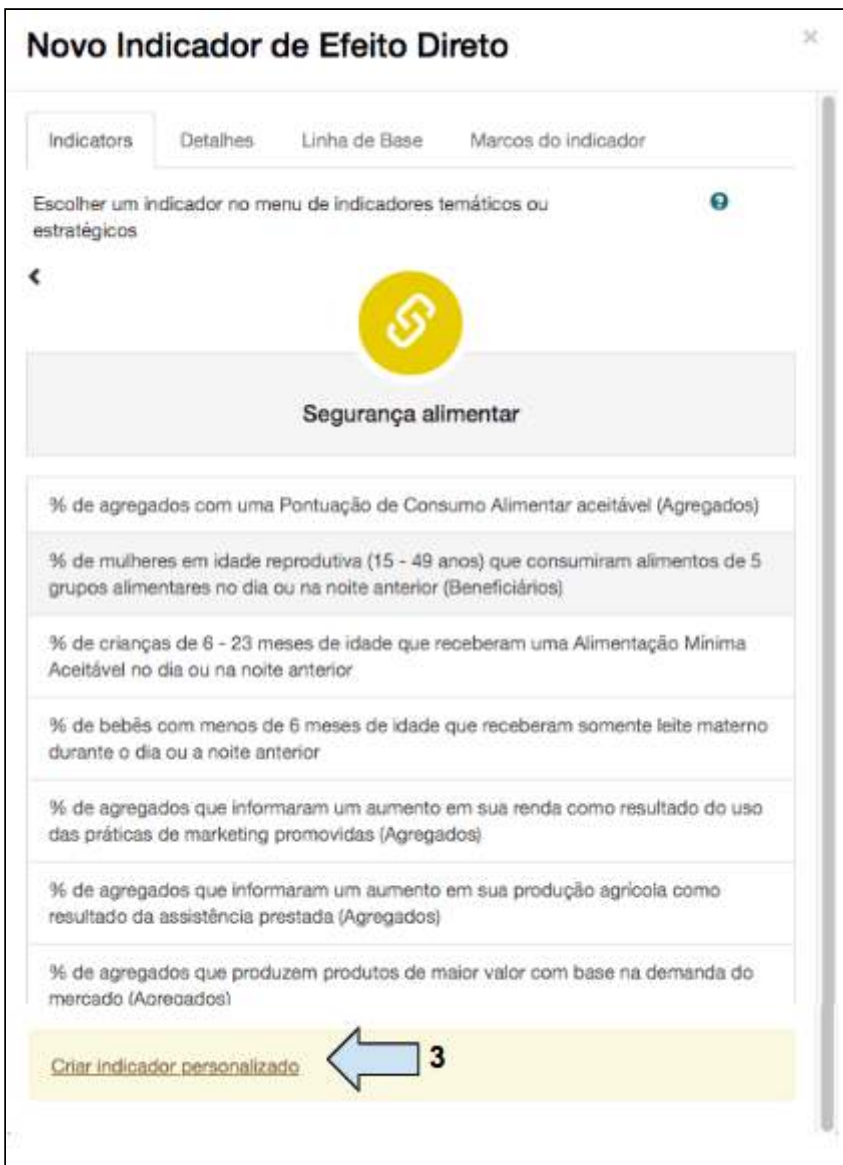 Novo Indicador de Efeito Direto
×
Indicators Detalhes Linha de Base Marcos do indicador
Escolher um indicador no menu de indicadores temáticos ou
estratégicos
Segurança alimentar
% de agregados com uma Pontuação de Consumo Alimentar aceitável (Agregados)
% de mulheres em idade reprodutiva (15 - 49 anos) que consumiram alimentos de 5
grupos alimentares no dia ou na noite anterior (Beneficiários)
% de crianças de 6 - 23 meses de idade que receberam uma Alimentação Mínima
Aceitável no dia ou na noite anterior
% de bebês com menos de 6 meses de idade que receberam somente leite materno
durante o dia ou a noite anterior
% de agregados que informaram um aumento em sua renda como resultado do uso
das práticas de marketing promovidas (Agregados)
% de agregados que informaram um aumento em sua produção agrícola como
resultado da assistência prestada (Agregados)
% de agregados que produzem produtos de maior valor com base na demanda do
mercado (Agregados)
Criar indicador personalizado 3